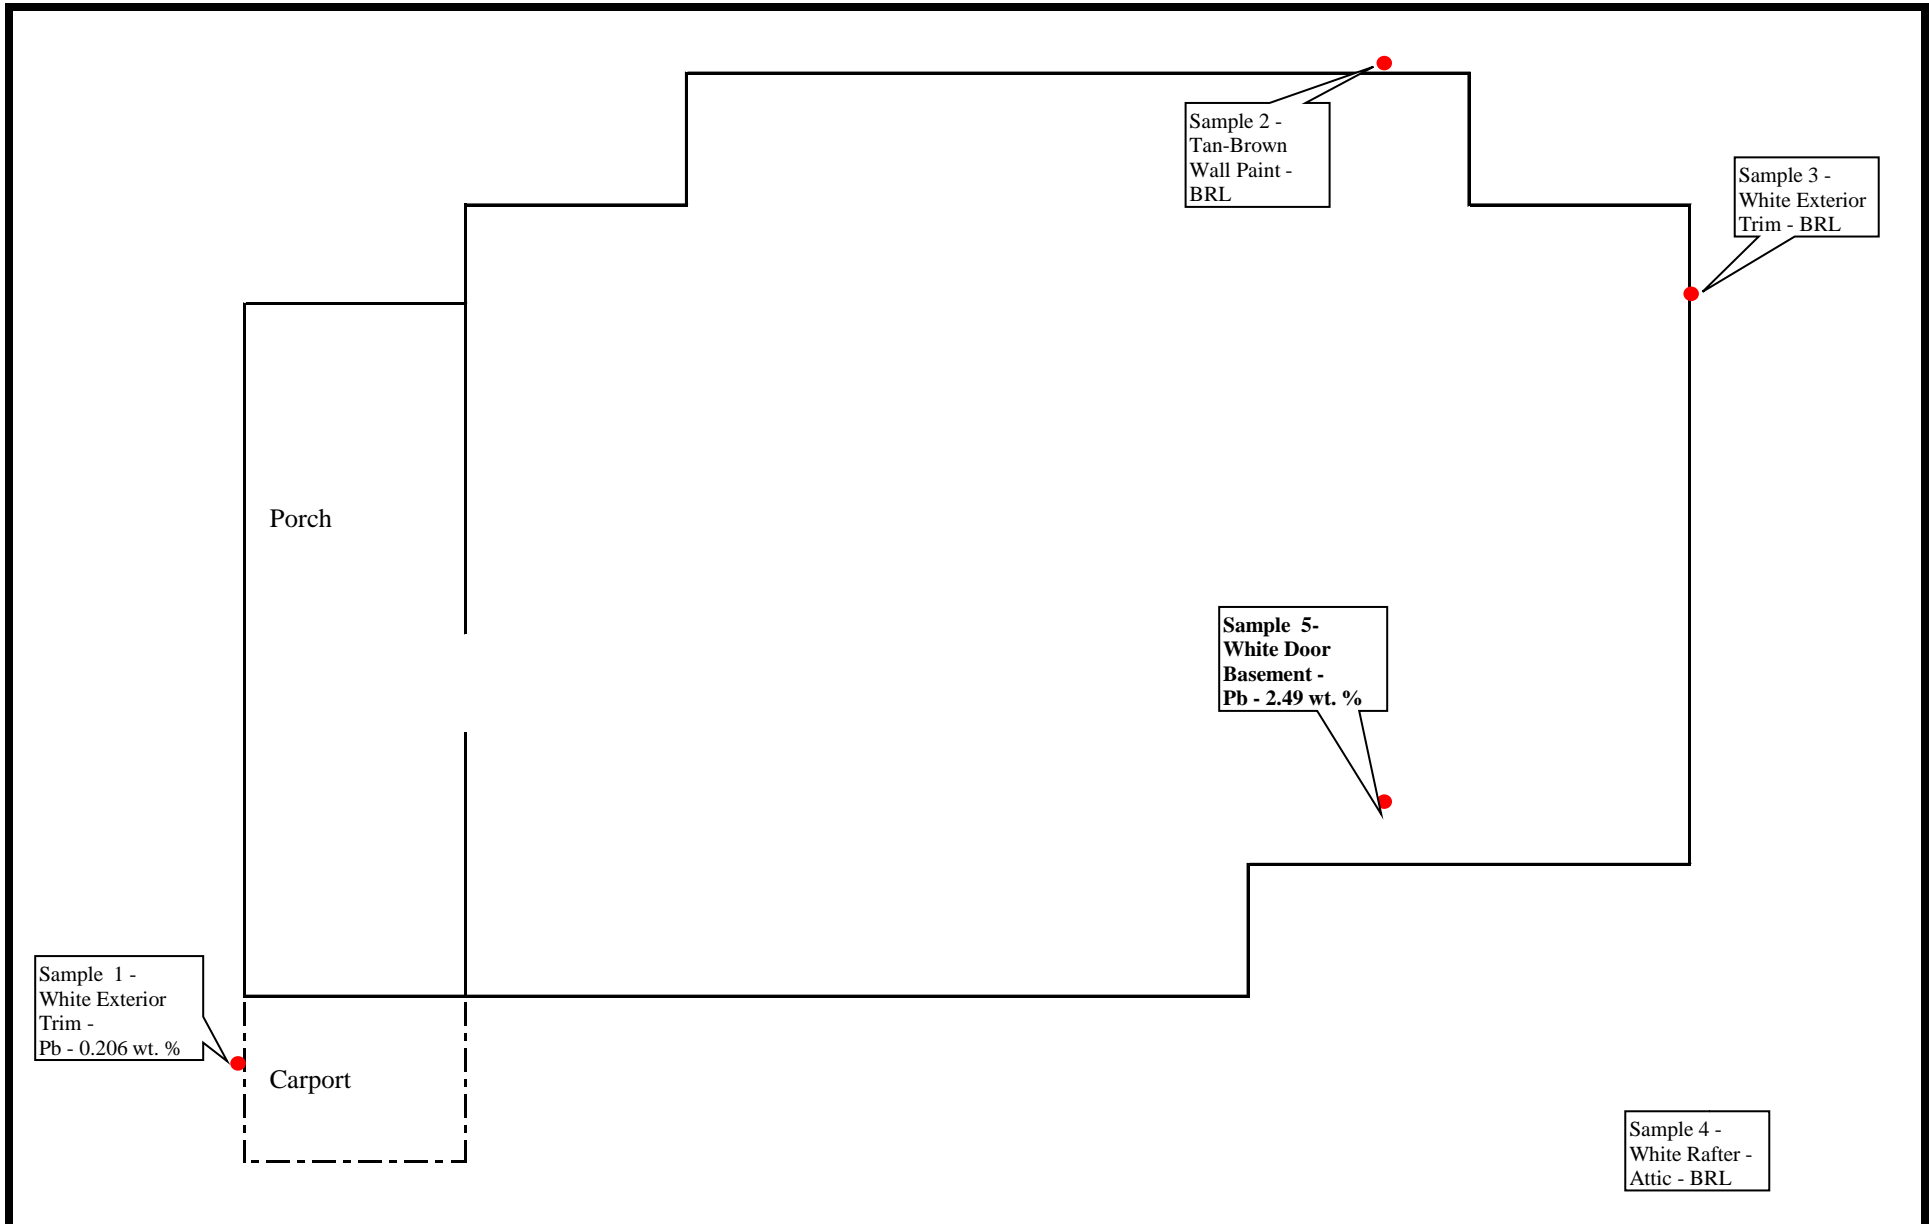 Sample 2 -
Tan-Brown
Wall Paint -
BRL
Sample 3 -
White Exterior
Trim - BRL
Porch
Sample  5-
White Door
Basement -
Pb - 2.49 wt. %
Sample  1 -
White Exterior
Trim -
Pb - 0.206 wt. %
Carport
Sample 4 -
White Rafter -
Attic - BRL